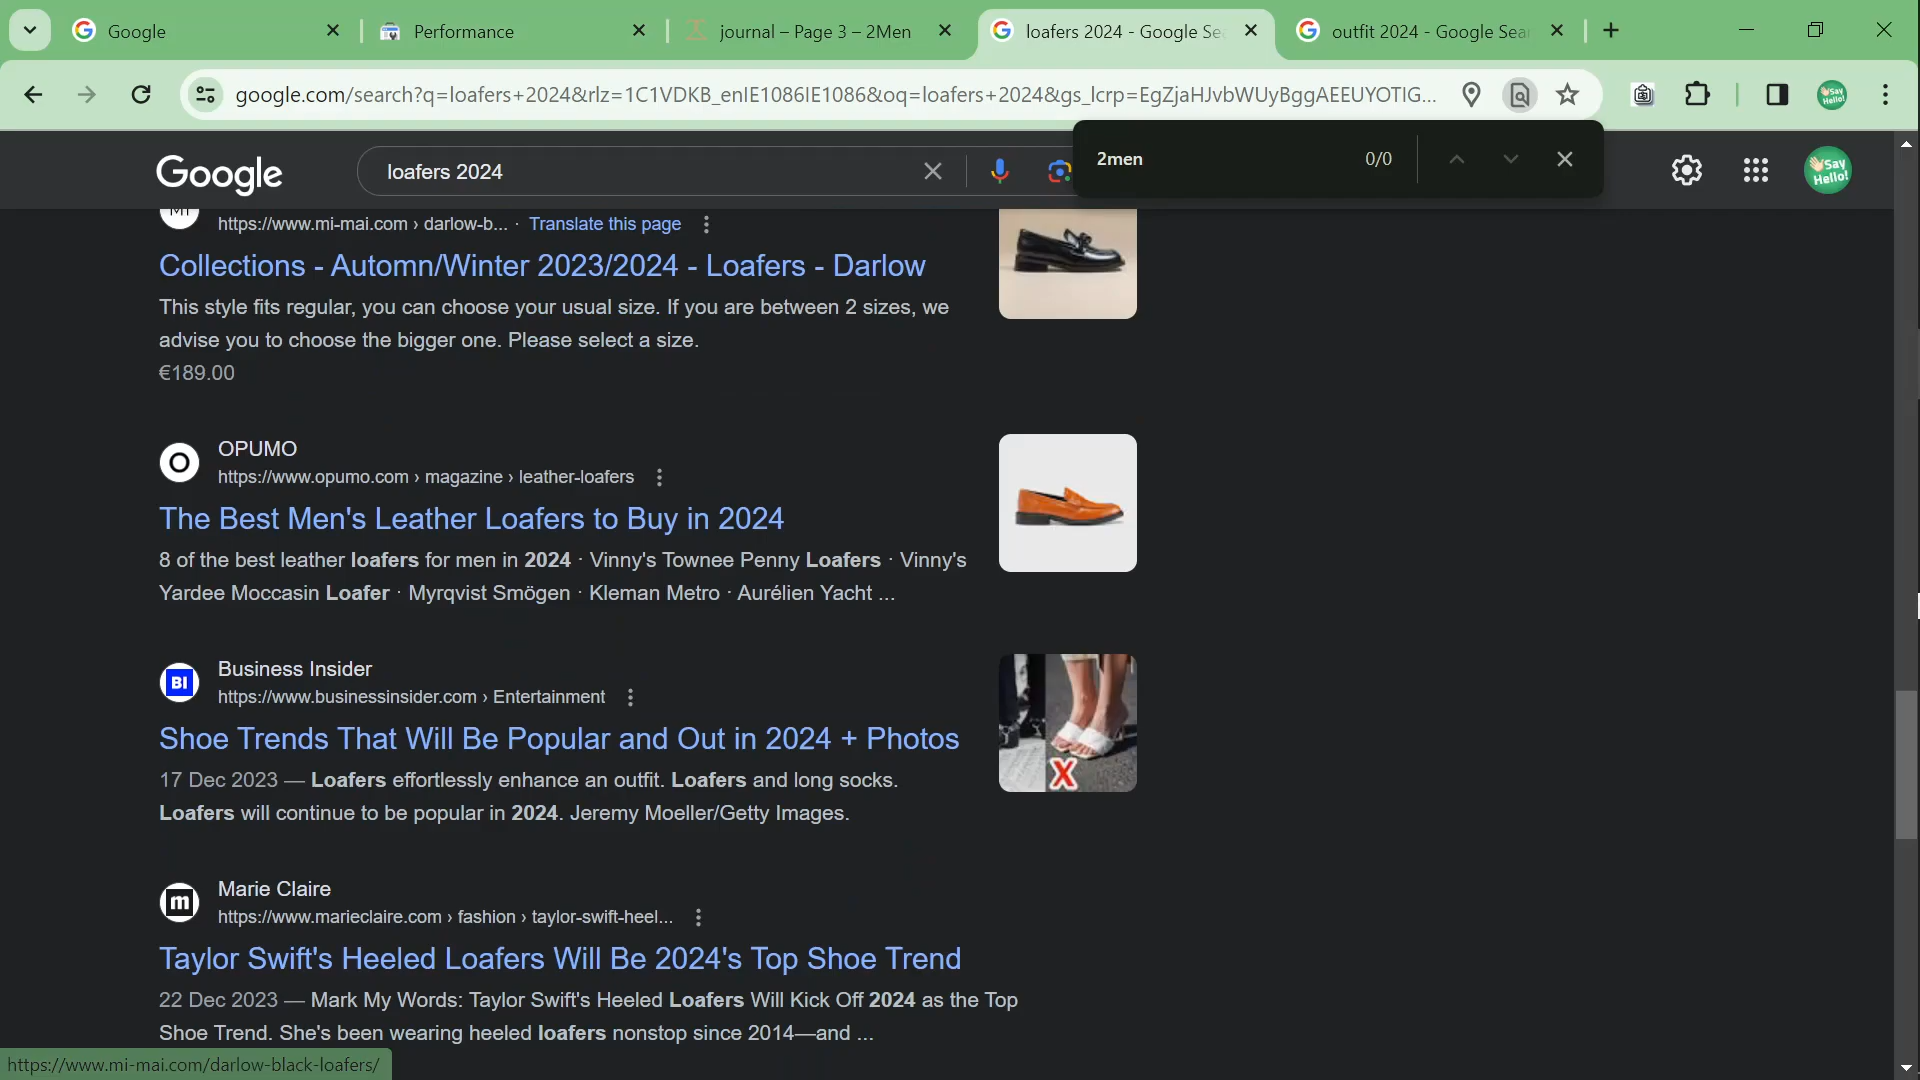 Google
Performance
journal – Page 3 – 2Men
loafers 2024 - Google Se
outfit 2024 - Google Sea
google.com/search?q=loafers+2024&rlz=1C1VDKB_enIE1086IE1086&oq=loafers+2024&gs_lcrp=EgZjaHJvbWUyBggAEEUYOTIG...
Say Hello!
2men
0/0
Google
loafers 2024
Say Hello!
https://www.mi-mai.com › darlow-b... · Translate this page
Collections - Automn/Winter 2023/2024 - Loafers - Darlow
This style fits regular, you can choose your usual size. If you are between 2 sizes, we
advise you to choose the bigger one. Please select a size.
€189.00
OPUMO
https://www.opumo.com › magazine › leather-loafers
The Best Men's Leather Loafers to Buy in 2024
8 of the best leather loafers for men in 2024 · Vinny's Townee Penny Loafers · Vinny's
Yardee Moccasin Loafer · Myrqvist Smögen · Kleman Metro · Aurélien Yacht ...
BI
Business Insider
https://www.businessinsider.com › Entertainment
Shoe Trends That Will Be Popular and Out in 2024 + Photos
17 Dec 2023 — Loafers effortlessly enhance an outfit. Loafers and long socks.
Loafers will continue to be popular in 2024. Jeremy Moeller/Getty Images.
X
m
Marie Claire
https://www.marieclaire.com › fashion › taylor-swift-heel...
Taylor Swift's Heeled Loafers Will Be 2024's Top Shoe Trend
22 Dec 2023 — Mark My Words: Taylor Swift's Heeled Loafers Will Kick Off 2024 as the Top
Shoe Trend. She's been wearing heeled loafers nonstop since 2014—and ...
https://www.mi-mai.com/darlow-black-loafers/